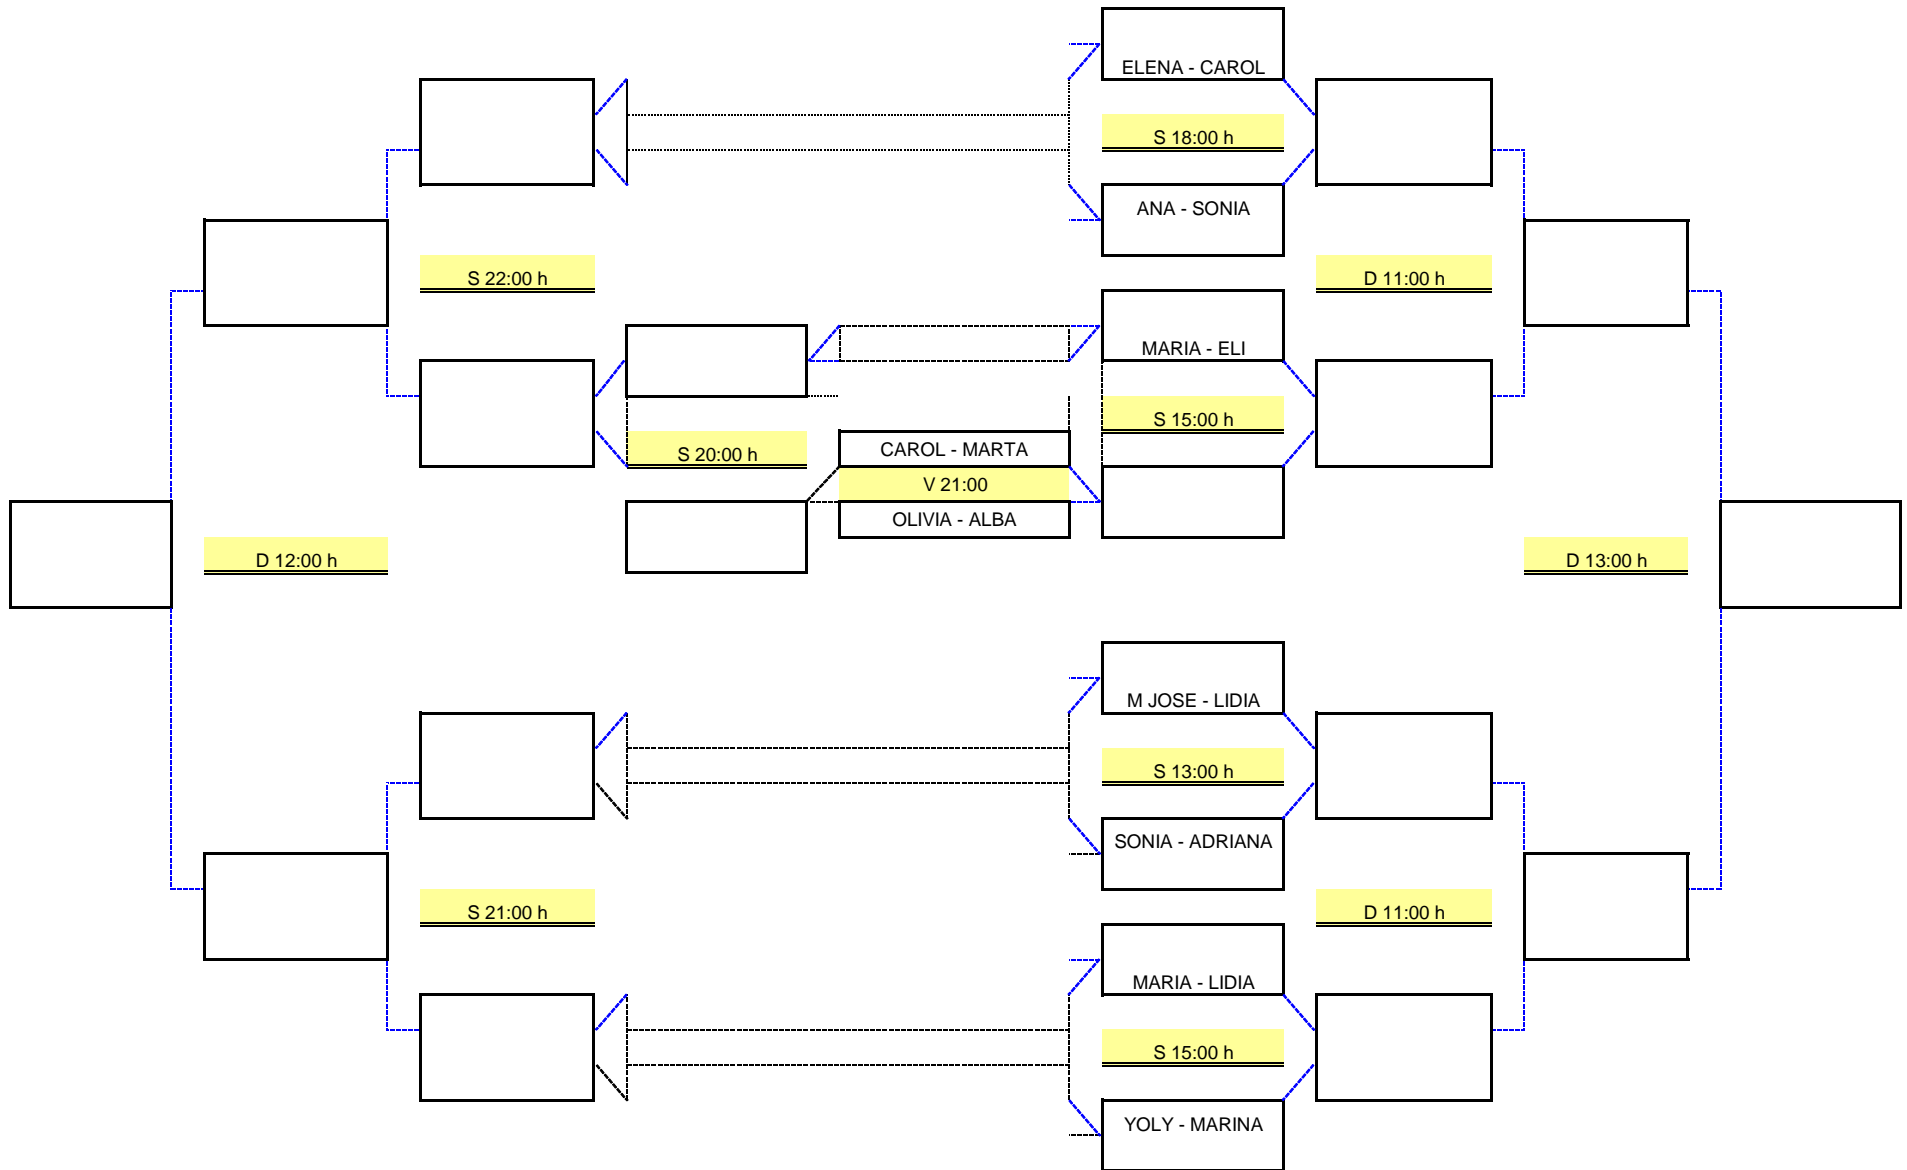 ELENA - CAROL
S 18:00 h
ANA - SONIA
S 22:00 h
D 11:00 h
MARIA - ELI
S 15:00 h
CAROL - MARTA
S 20:00 h
V 21:00
OLIVIA - ALBA
D 12:00 h
D 13:00 h
M JOSE - LIDIA
S 13:00 h
SONIA - ADRIANA
S 21:00 h
D 11:00 h
MARIA - LIDIA
S 15:00 h
YOLY - MARINA